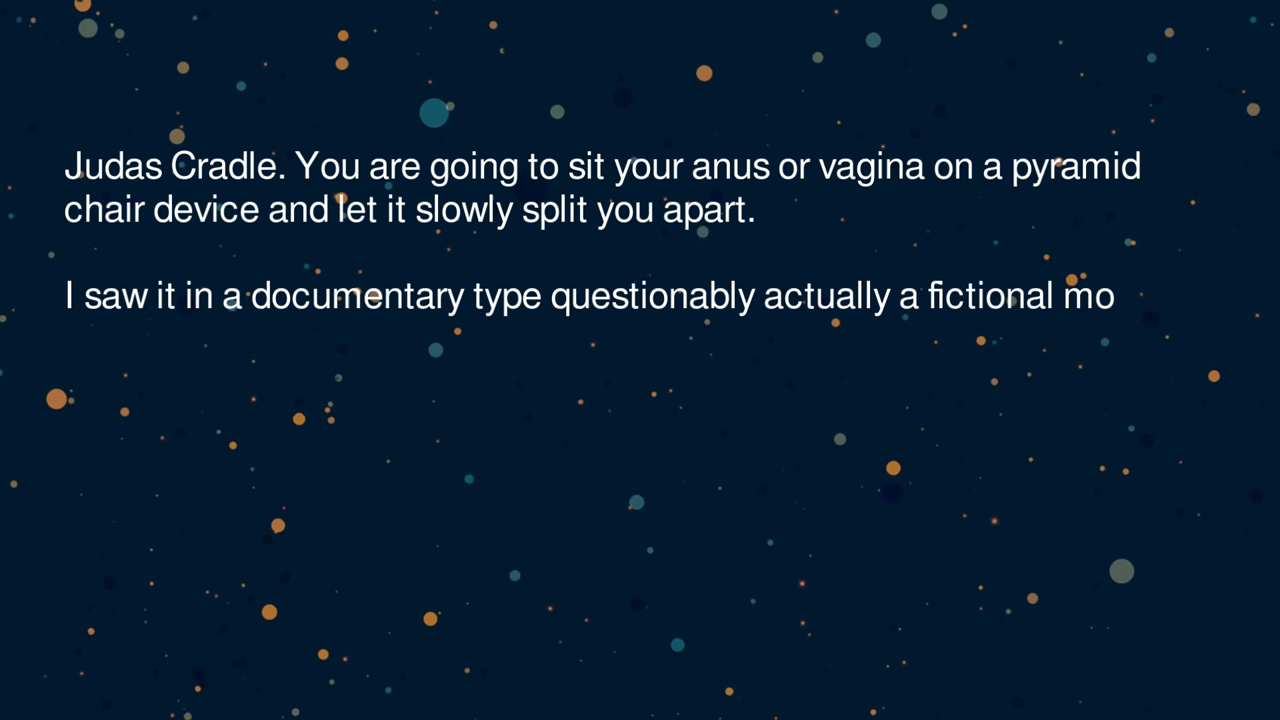 Judas Cradle. You are going to sit your anus or vagina on a pyramid
chair device and let it slowly split you apart.
I saw it in a documentary type questionably actually a fictional mo